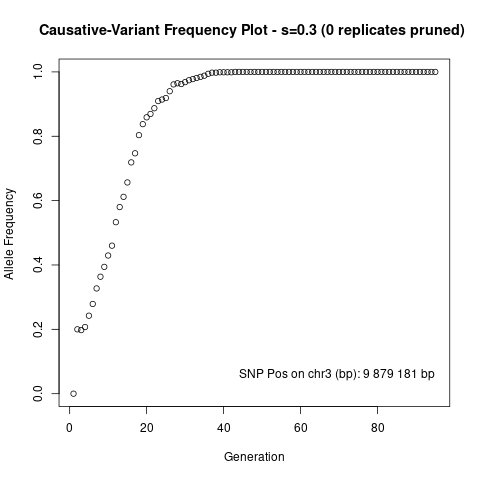 Causative-Variant Frequency Plot - s=0.3 (0 replicates pruned)
1.0
0.8
0.6
0.4
0.2
0.0
Allele Frequency
SNP Pos on chr3 (bp): 9 879 181 bp
0 20 40 60 80
Generation